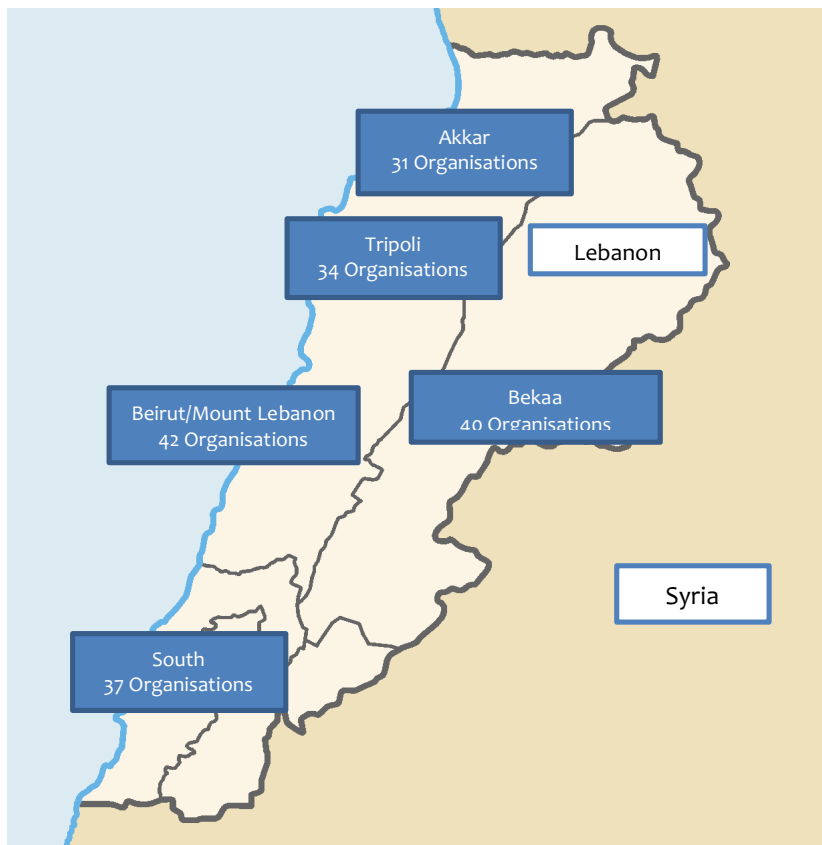 Akkar
31 Organisations
Tripoli
34 Organisations
Lebanon
Bekaa
40 Organisations
Beirut/Mount Lebanon
42 Organisations
Syria
South
37 Organisations